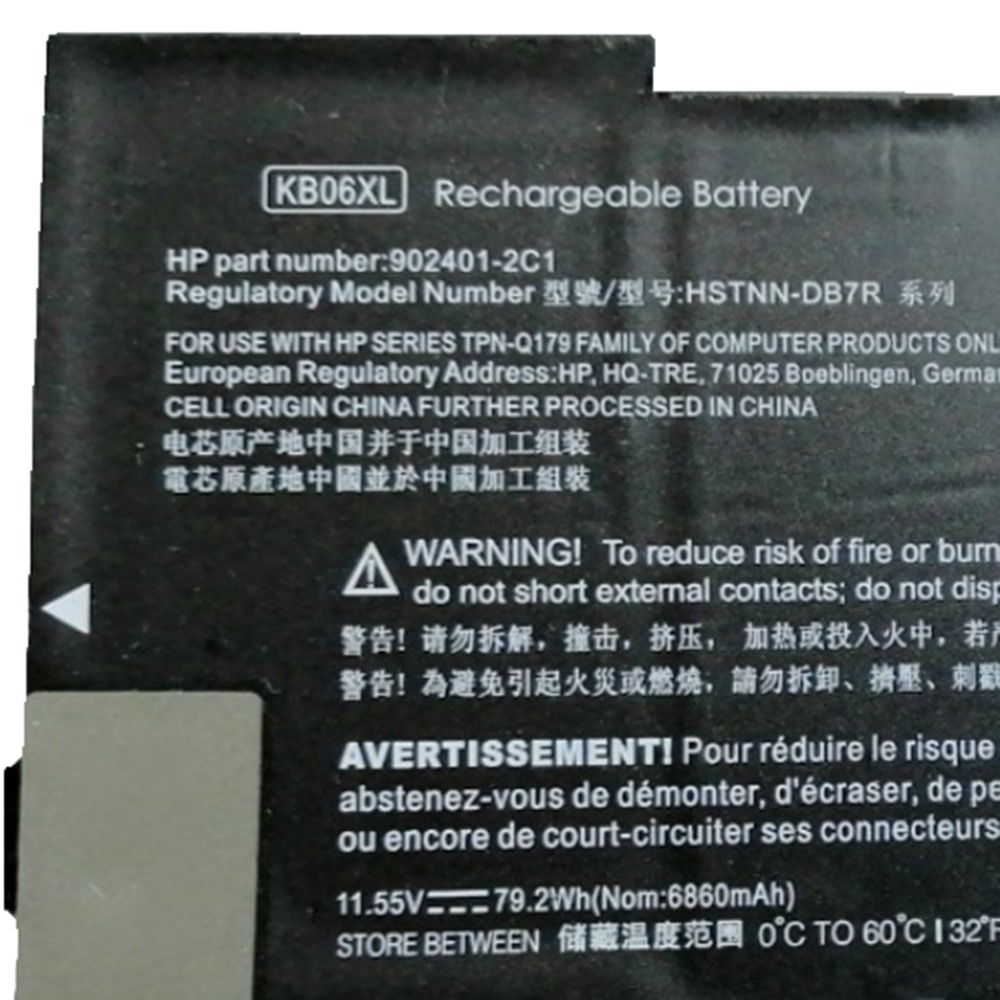 KB06XL Rechargeable Battery
HP part number:902401-2C1
Regulatory Model Number 型號/型号:HSTNN-DB7R 系列
FOR USE WITH HP SERIES TPN-Q179 FAMILY OF COMPUTER PRODUCTS ONL
European Regulatory Address:HP, HQ-TRE, 71025 Boeblingen, German
CELL ORIGIN CHINA FURTHER PROCESSED IN CHINA
电芯原产地中国并于中国加工组装
電芯原產地中國並於中國加工組裝
WARNING! To reduce risk of fire or burn
do not short external contacts; do not disp
警告! 请勿拆解，撞击，挤压， 加热或投入火中，若
警告! 為避免引起火災或燃燒，請勿拆卸、擠壓、刺戳
AVERTISSEMENT! Pour réduire le risque
abstenez-vous de démonter, d'écraser, de pe
ou encore de court-circuiter ses connecteurs
11.55V 79.2Wh(Nom:6860mAh)
STORE BETWEEN 储藏温度范围 0°C TO 60°C I 32°F